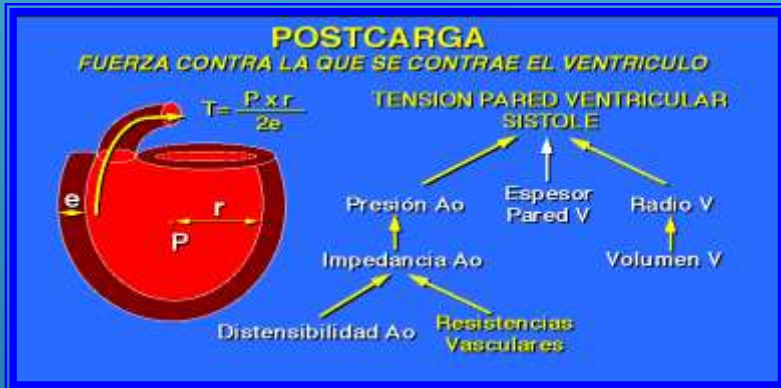 POSTCARGA
FUERZA CONTRA LA QUE SE CONTRAE EL VENTRICULO
T= P x r
2e
TENSION PARED VENTRICULAR
SISTOLE
e
r
P
Presión Ao
Espesor
Pared V
Radio V
Impedancia Ao
Volumen V
Distensibilidad Ao
Resistencias
Vasculares